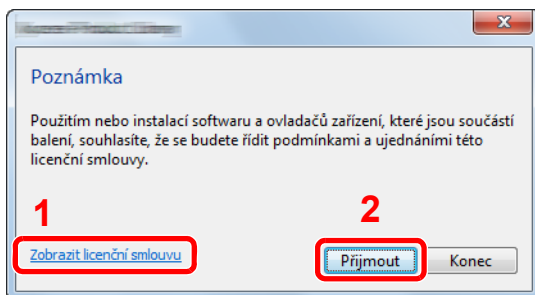 Poznámka
Použitím nebo instalací softwaru a ovladačů zařízení, které jsou součástí
balení, souhlasíte, že se budete řídit podmínkami a ujednáními této
licenční smlouvy.
1
2
Zobrazit licenční smlouvu
Přijmout
Konec